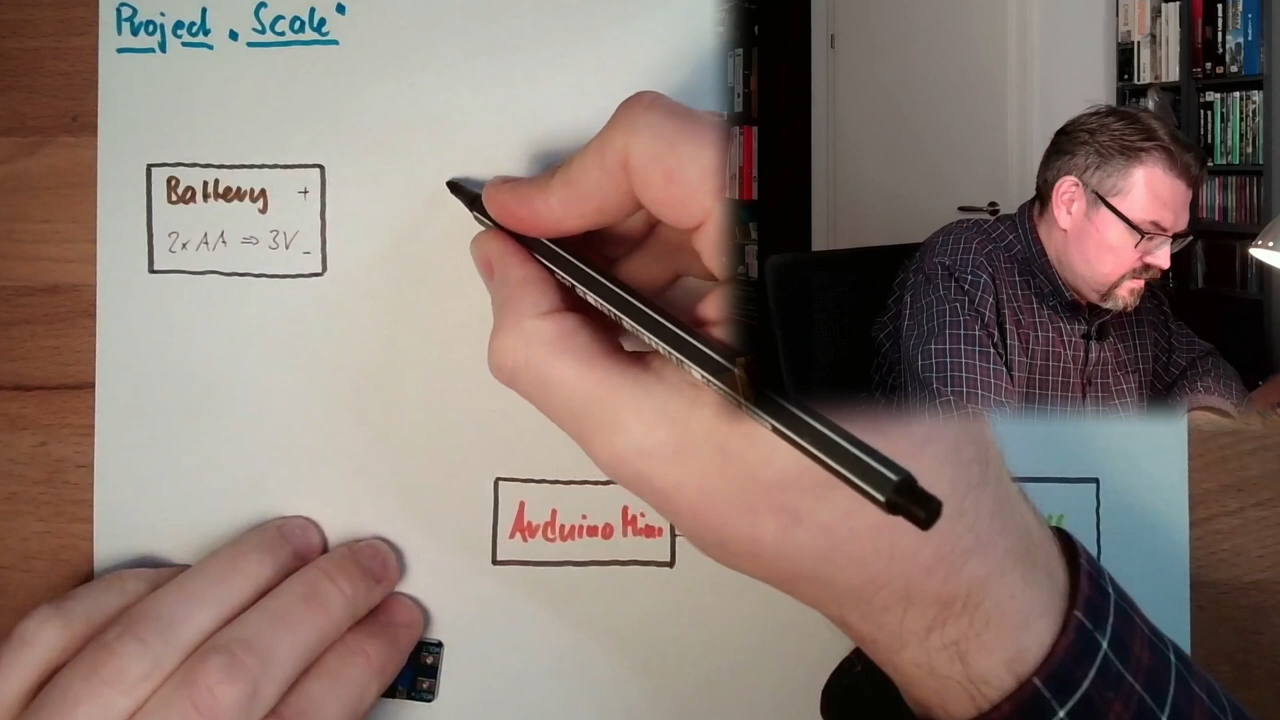 Project „Scale"
Battery +
2x AA ⇒ 3V -
Arduino Mini